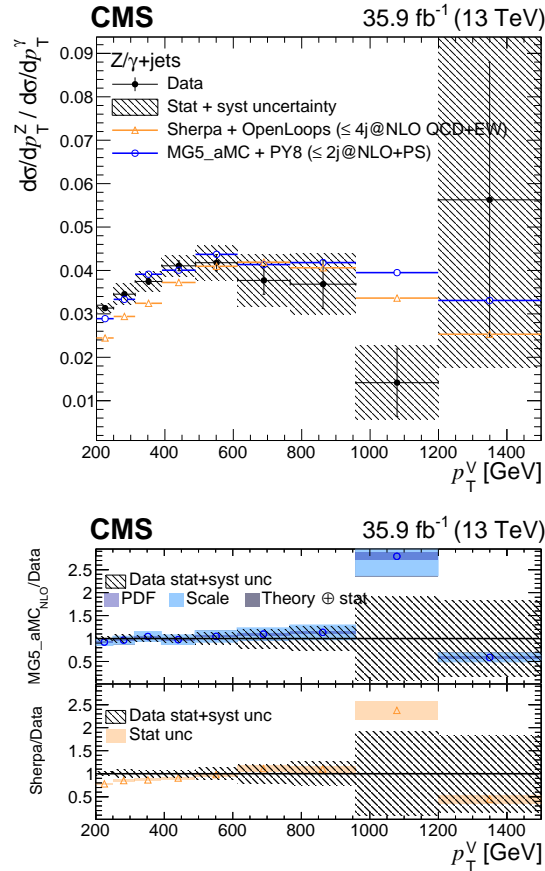 CMS 35.9 fb⁻¹ (13 TeV)
dσ/dp_T^Z / dσ/dp_T^γ
Z/γ+jets
Data
Stat + syst uncertainty
Sherpa + OpenLoops (≤ 4j@NLO QCD+EW)
MG5_aMC + PY8 (≤ 2j@NLO+PS)
0.09
0.08
0.07
0.06
0.05
0.04
0.03
0.02
0.01
200 400 600 800 1000 1200 1400
p_T^V [GeV]
CMS 35.9 fb⁻¹ (13 TeV)
MG5_aMC_NLO/Data
2.5
2
1.5
1
0.5
Data stat+syst unc
PDF Scale Theory ⊕ stat
Sherpa/Data
2.5
2
1.5
1
0.5
Data stat+syst unc
Stat unc
200 400 600 800 1000 1200 1400
p_T^V [GeV]